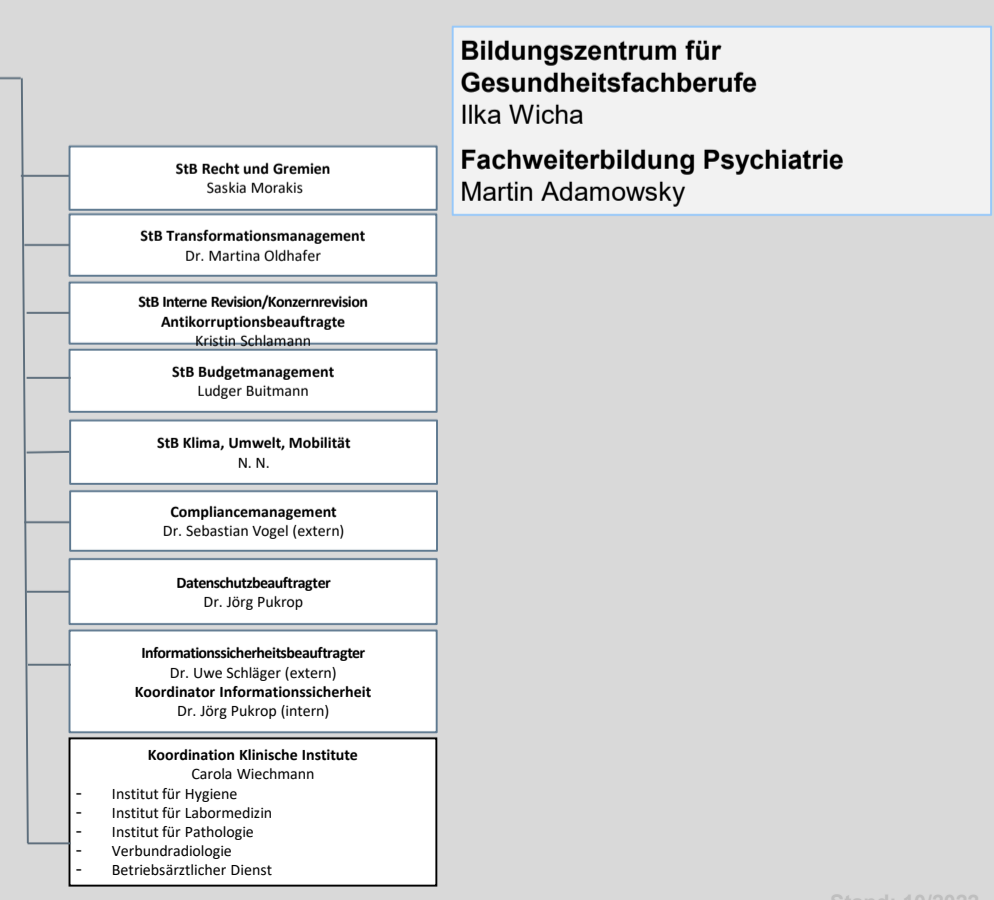 Bildungszentrum für
Gesundheitsfachberufe
Ilka Wicha
Fachweiterbildung Psychiatrie
Martin Adamowsky
StB Recht und Gremien
Saskia Morakis
StB Transformationsmanagement
Dr. Martina Oldhafer
StB Interne Revision/Konzernrevision
Antikorruptionsbeauftragte
Kristin Schlamann
StB Budgetmanagement
Ludger Buitmann
StB Klima, Umwelt, Mobilität
N. N.
Compliancemanagement
Dr. Sebastian Vogel (extern)
Datenschutzbeauftragter
Dr. Jörg Pukrop
Informationssicherheitsbeauftragter
Dr. Uwe Schläger (extern)
Koordinator Informationssicherheit
Dr. Jörg Pukrop (intern)
Koordination Klinische Institute
Carola Wiechmann
- Institut für Hygiene
- Institut für Labormedizin
- Institut für Pathologie
- Verbundradiologie
- Betriebsärztlicher Dienst